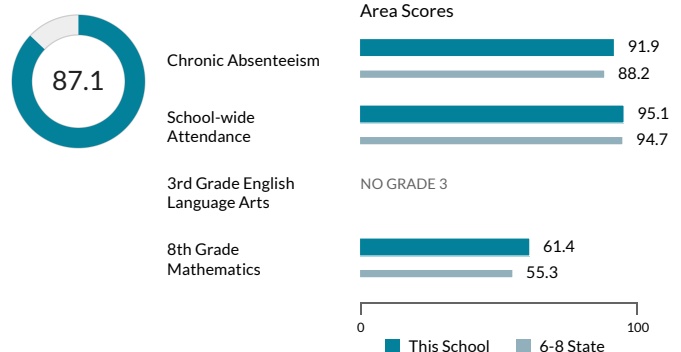 Area Scores
87.1
Chronic Absenteeism
91.9
88.2
School-wide
Attendance
95.1
94.7
3rd Grade English
Language Arts
NO GRADE 3
8th Grade
Mathematics
61.4
55.3
0
100
This School
6-8 State